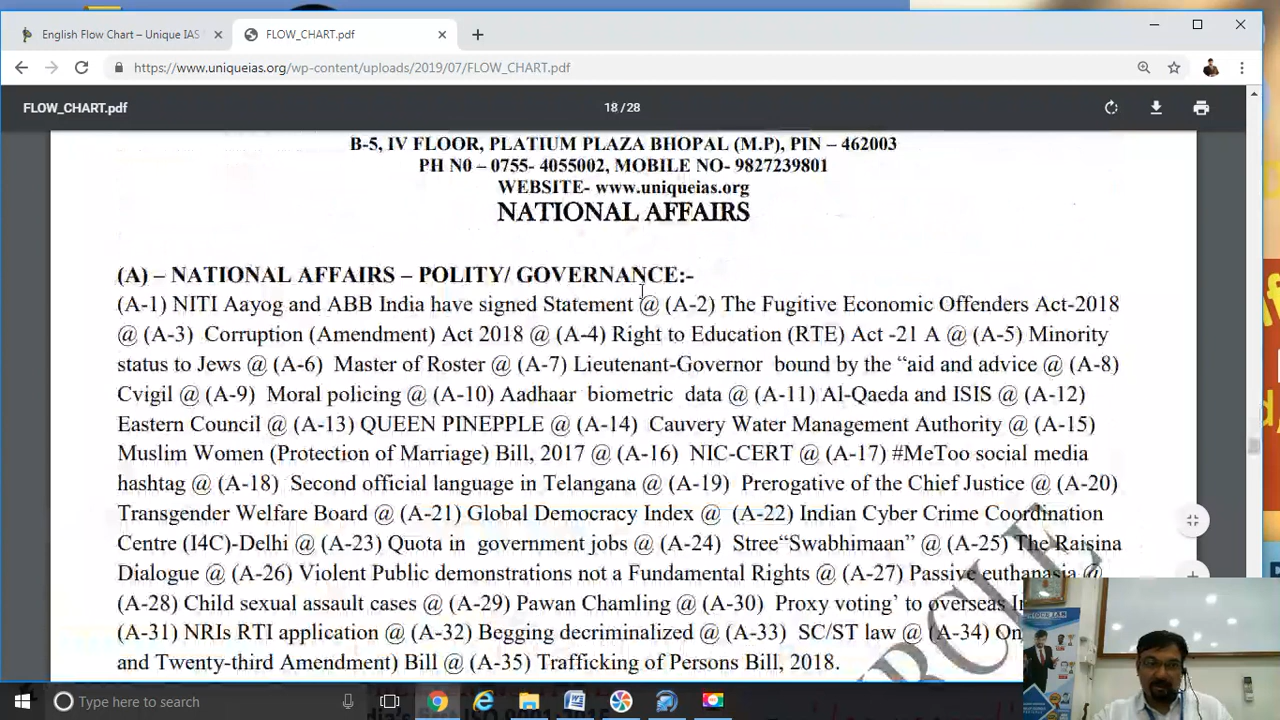 English Flow Chart – Unique IAS
FLOW_CHART.pdf
https://www.uniqueias.org/wp-content/uploads/2019/07/FLOW_CHART.pdf
FLOW_CHART.pdf
18 / 28
B-5, IV FLOOR, PLATIUM PLAZA BHOPAL (M.P), PIN – 462003
PH N0 – 0755- 4055002, MOBILE NO- 9827239801
WEBSITE- www.uniqueias.org
NATIONAL AFFAIRS
(A) – NATIONAL AFFAIRS – POLITY/ GOVERNANCE:-
(A-1) NITI Aayog and ABB India have signed Statement @ (A-2) The Fugitive Economic Offenders Act-2018
@ (A-3) Corruption (Amendment) Act 2018 @ (A-4) Right to Education (RTE) Act -21 A @ (A-5) Minority
status to Jews @ (A-6) Master of Roster @ (A-7) Lieutenant-Governor bound by the “aid and advice @ (A-8)
Cvigil @ (A-9) Moral policing @ (A-10) Aadhaar biometric data @ (A-11) Al-Qaeda and ISIS @ (A-12)
Eastern Council @ (A-13) QUEEN PINEPPLE @ (A-14) Cauvery Water Management Authority @ (A-15)
Muslim Women (Protection of Marriage) Bill, 2017 @ (A-16) NIC-CERT @ (A-17) #MeToo social media
hashtag @ (A-18) Second official language in Telangana @ (A-19) Prerogative of the Chief Justice @ (A-20)
Transgender Welfare Board @ (A-21) Global Democracy Index @ (A-22) Indian Cyber Crime Coordination
Centre (I4C)-Delhi @ (A-23) Quota in government jobs @ (A-24) Stree“Swabhimaan” @ (A-25) The Raisina
Dialogue @ (A-26) Violent Public demonstrations not a Fundamental Rights @ (A-27) Passive euthanasia @
(A-28) Child sexual assault cases @ (A-29) Pawan Chamling @ (A-30) Proxy voting’ to overseas
(A-31) NRIs RTI application @ (A-32) Begging decriminalized @ (A-33) SC/ST law @ (A-34)
and Twenty-third Amendment) Bill @ (A-35) Trafficking of Persons Bill, 2018.
Type here to search